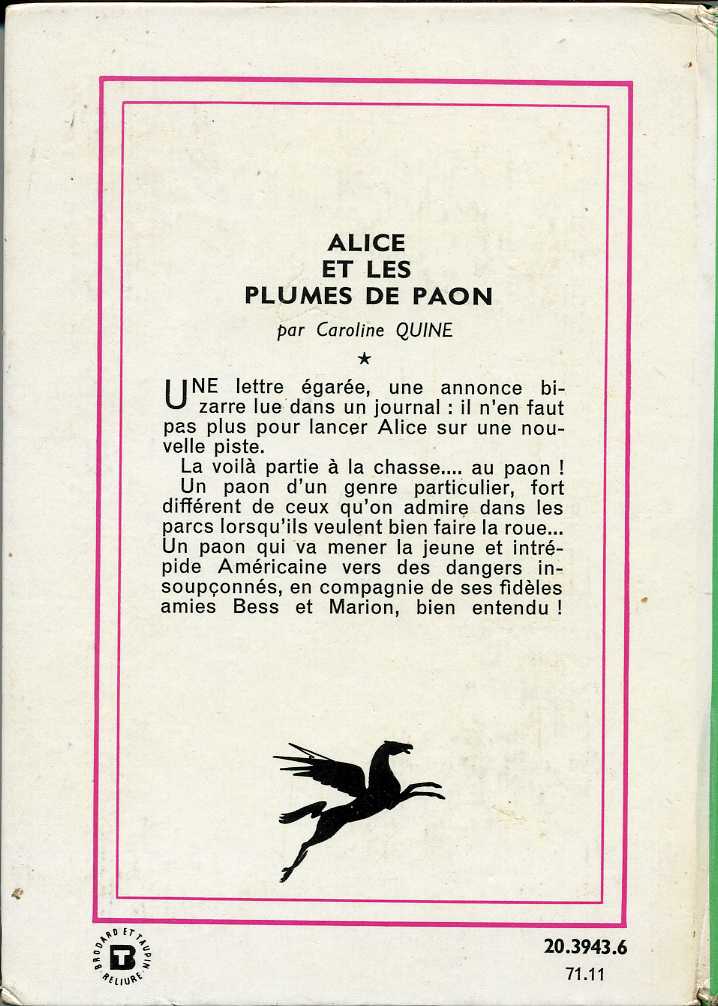 ALICE
ET LES
PLUMES DE PAON
par Caroline QUINE
★
UNE lettre égarée, une annonce bi-
zarre lue dans un journal : il n'en faut
pas plus pour lancer Alice sur une nou-
velle piste.
La voilà partie à la chasse.... au paon !
Un paon d'un genre particulier, fort
différent de ceux qu'on admire dans les
parcs lorsqu'ils veulent bien faire la roue...
Un paon qui va mener la jeune et intré-
pide Américaine vers des dangers in-
soupçonnés, en compagnie de ses fidèles
amies Bess et Marion, bien entendu !
BRODARD ET TAUPIN
BT
RELIURE
20.3943.6
71.11